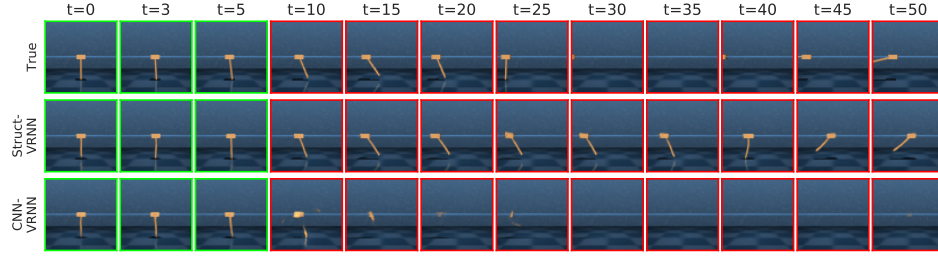 t=0 t=3 t=5 t=10 t=15 t=20 t=25 t=30 t=35 t=40 t=45 t=50
True
Struct-
VRNN
CNN-
VRNN